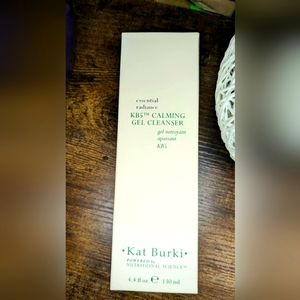 essential
radiance
KB5™ CALMING
GEL CLEANSER
gel nettoyant
apaisant
KB5
•Kat Burki•
POWERED by
NUTRITIONAL SCIENCE™
4.4 fl oz ℮ 130 ml